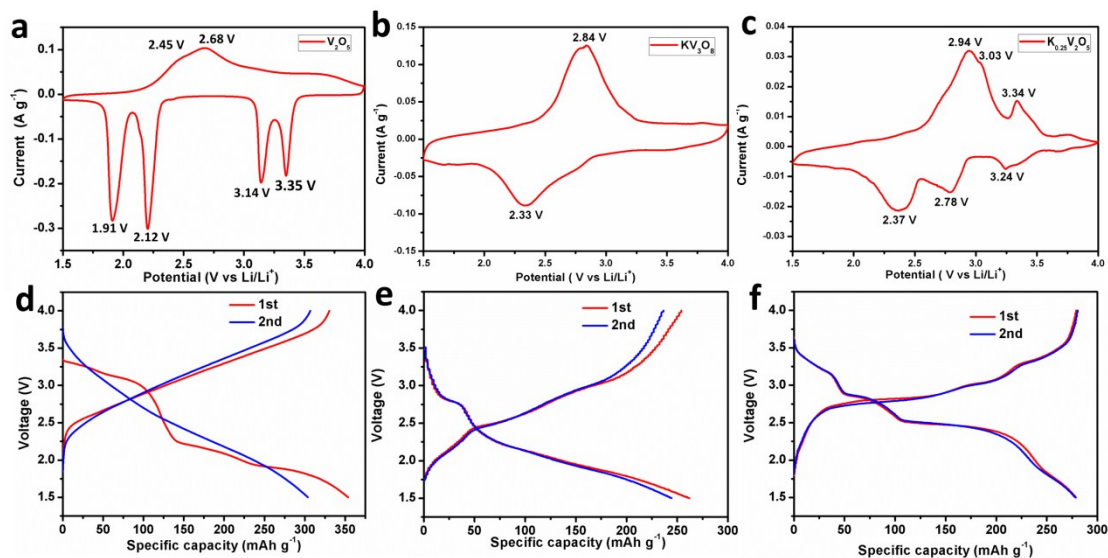 a
V₂O₅
2.45 V
2.68 V
1.91 V
2.12 V
3.14 V
3.35 V
0.1
0.0
-0.1
-0.2
-0.3
Current (A g⁻¹)
1.5 2.0 2.5 3.0 3.5 4.0
Potential (V vs Li/Li⁺)
b
KV₃O₈
2.84 V
2.33 V
0.15
0.10
0.05
0.00
-0.05
-0.10
-0.15
Current (A g⁻¹)
1.5 2.0 2.5 3.0 3.5 4.0
Potential ( V vs Li/Li⁺)
c
K₀.₂₅V₂O₅
2.94 V
3.03 V
3.34 V
2.37 V
2.78 V
3.24 V
0.04
0.03
0.02
0.01
0.00
-0.01
-0.02
-0.03
Current (A g⁻¹)
1.5 2.0 2.5 3.0 3.5 4.0
Potential ( V vs Li/Li⁺)
d
1st
2nd
4.0
3.5
3.0
2.5
2.0
1.5
Voltage (V)
0 50 100 150 200 250 300 350
Specific capacity (mAh g⁻¹)
e
1st
2nd
4.0
3.5
3.0
2.5
2.0
1.5
Voltage (V)
0 50 100 150 200 250 300
Specific capacity (mAh g⁻¹)
f
1st
2nd
4.0
3.5
3.0
2.5
2.0
1.5
Voltage (V)
0 50 100 150 200 250 300
Specific capacity (mAh g⁻¹)